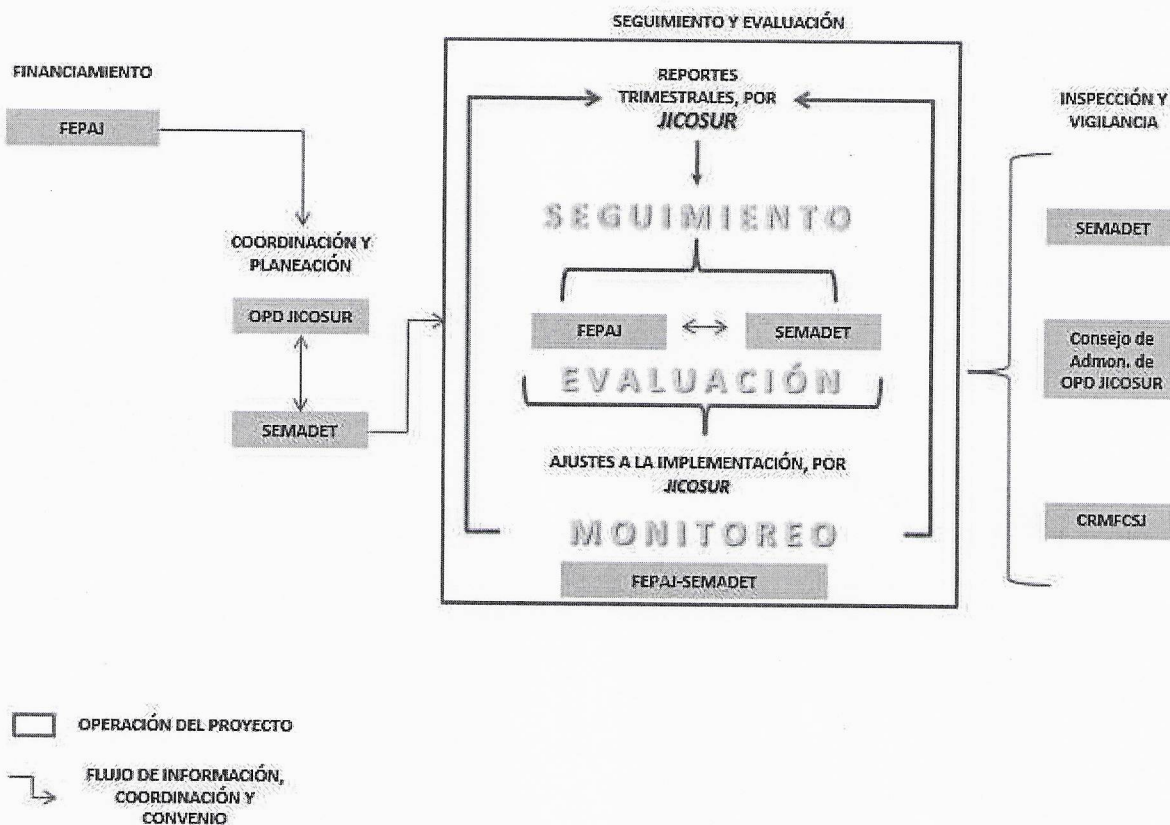 SEGUIMIENTO Y EVALUACIÓN
FINANCIAMIENTO
FEPAJ
COORDINACIÓN Y
PLANEACIÓN
OPD JICOSUR
SEMADET
REPORTES
TRIMESTRALES, POR
JICOSUR
SEGUIMIENTO
FEPAJ
SEMADET
EVALUACIÓN
AJUSTES A LA IMPLEMENTACIÓN, POR
JICOSUR
MONITOREO
FEPAJ-SEMADET
INSPECCIÓN Y
VIGILANCIA
SEMADET
Consejo de
Admon. de
OPD JICOSUR
CRMFCSJ
OPERACIÓN DEL PROYECTO
FLUJO DE INFORMACIÓN,
COORDINACIÓN Y
CONVENIO